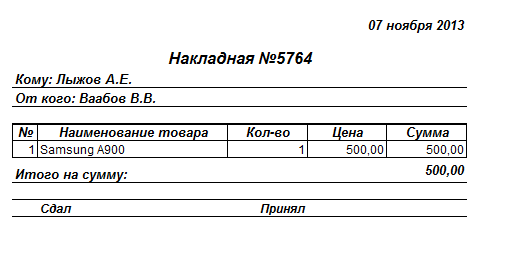 07 ноября 2013
Накладная №5764
Кому: Лыжов А.Е.
От кого: Ваабов В.В.
№ Наименование товара Кол-во Цена Сумма
1 Samsung A900 1 500,00 500,00
Итого на сумму: 500,00
Сдал Принял